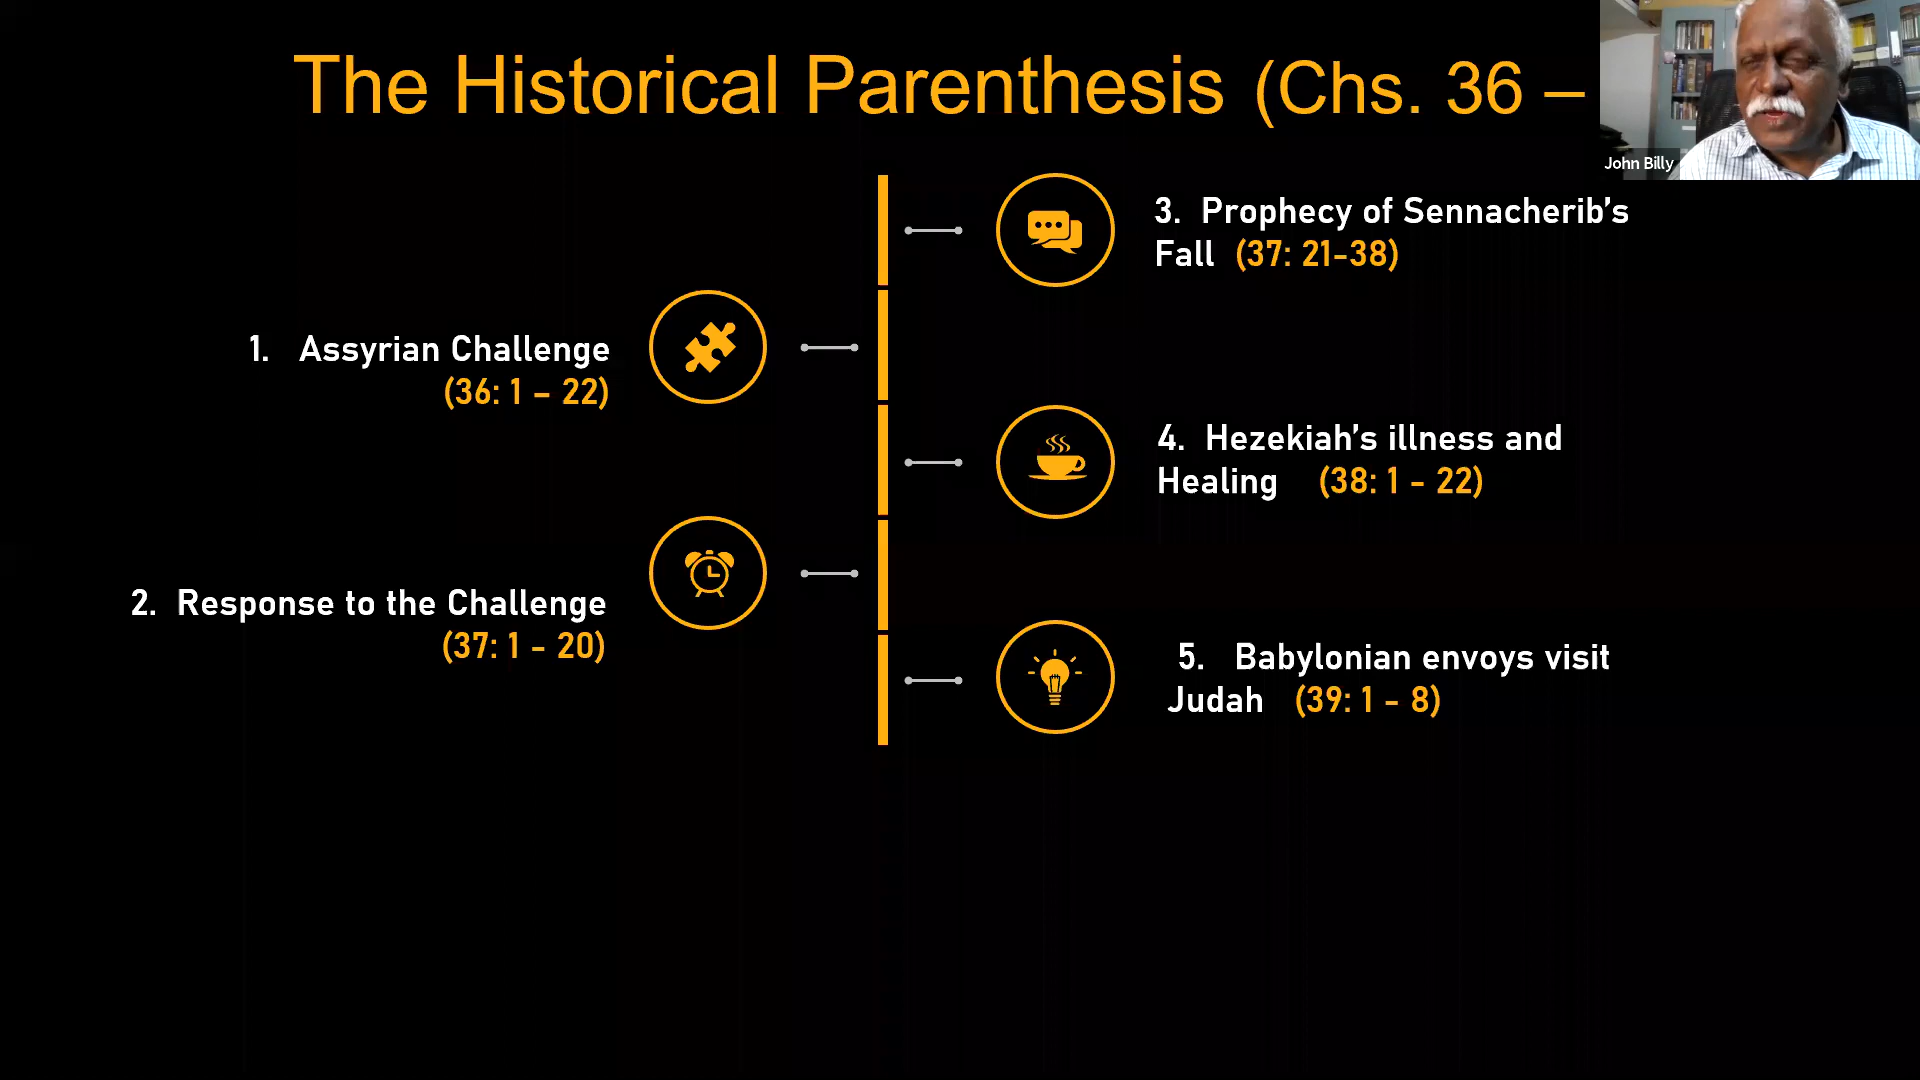 The Historical Parenthesis (Chs. 36 –
John Billy
1. Assyrian Challenge
(36: 1 – 22)
2. Response to the Challenge
(37: 1 - 20)
3. Prophecy of Sennacherib’s
Fall (37: 21-38)
4. Hezekiah’s illness and
Healing (38: 1 - 22)
5. Babylonian envoys visit
Judah (39: 1 - 8)